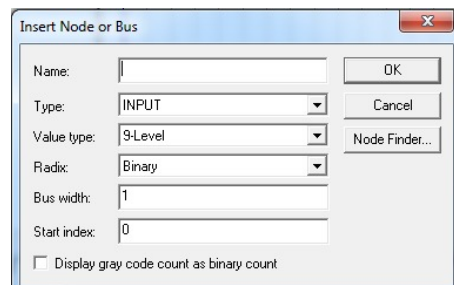 Insert Node or Bus
Name:
OK
Type: INPUT
Cancel
Value type: 9-Level
Node Finder...
Radix: Binary
Bus width: 1
Start index: 0
Display gray code count as binary count